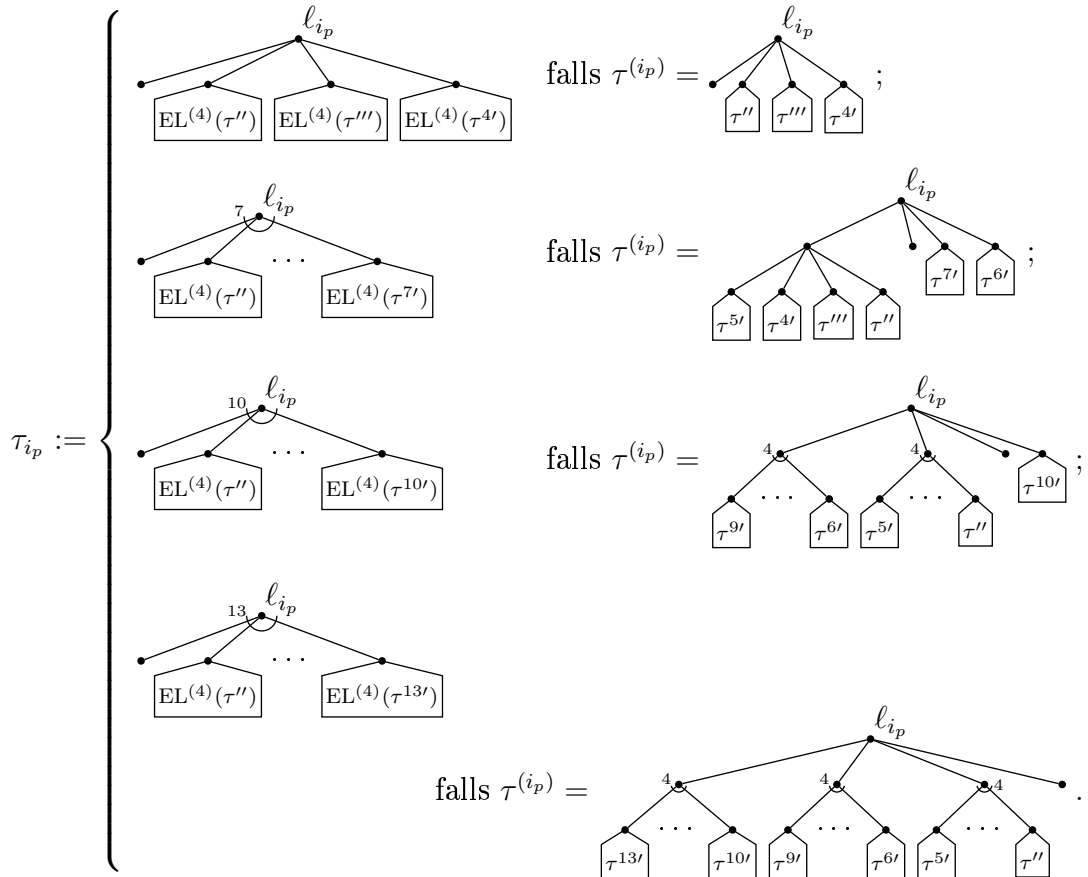 τ_{i_p} :=
ℓ_{i_p}
EL^{(4)}(τ'') EL^{(4)}(τ''') EL^{(4)}(τ^{4′})
falls τ^{(i_p)} =
ℓ_{i_p}
τ'' τ''' τ^{4′}
;
7 ℓ_{i_p}
· · ·
EL^{(4)}(τ'') EL^{(4)}(τ^{7′})
falls τ^{(i_p)} =
ℓ_{i_p}
τ^{7′} τ^{6′}
τ^{5′} τ^{4′} τ''' τ''
;
10 ℓ_{i_p}
· · ·
EL^{(4)}(τ'') EL^{(4)}(τ^{10′})
falls τ^{(i_p)} =
ℓ_{i_p}
4 4
τ^{10′}
· · · · · ·
τ^{9′} τ^{6′} τ^{5′} τ''
;
13 ℓ_{i_p}
· · ·
EL^{(4)}(τ'') EL^{(4)}(τ^{13′})
falls τ^{(i_p)} =
ℓ_{i_p}
4 4 4
· · · · · · · · ·
τ^{13′} τ^{10′} τ^{9′} τ^{6′} τ^{5′} τ''
.